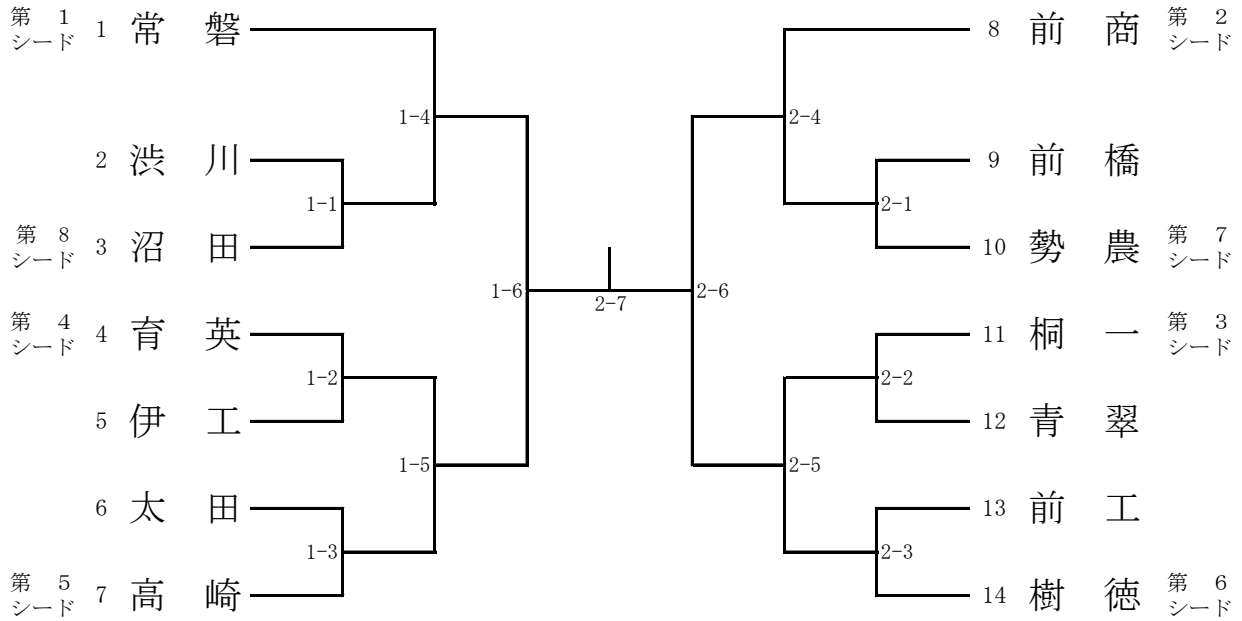 第 1
シード 1 常 磐
8 前 商 第 2
シード
1-4
2-4
2 渋 川
9 前 橋
1-1
2-1
第 8
シード 3 沼 田
10 勢 農 第 7
シード
1-6
2-7
2-6
第 4
シード 4 育 英
11 桐 一 第 3
シード
1-2
2-2
5 伊 工
12 青 翠
1-5
2-5
6 太 田
13 前 工
1-3
2-3
第 5
シード 7 高 崎
14 樹 徳 第 6
シード